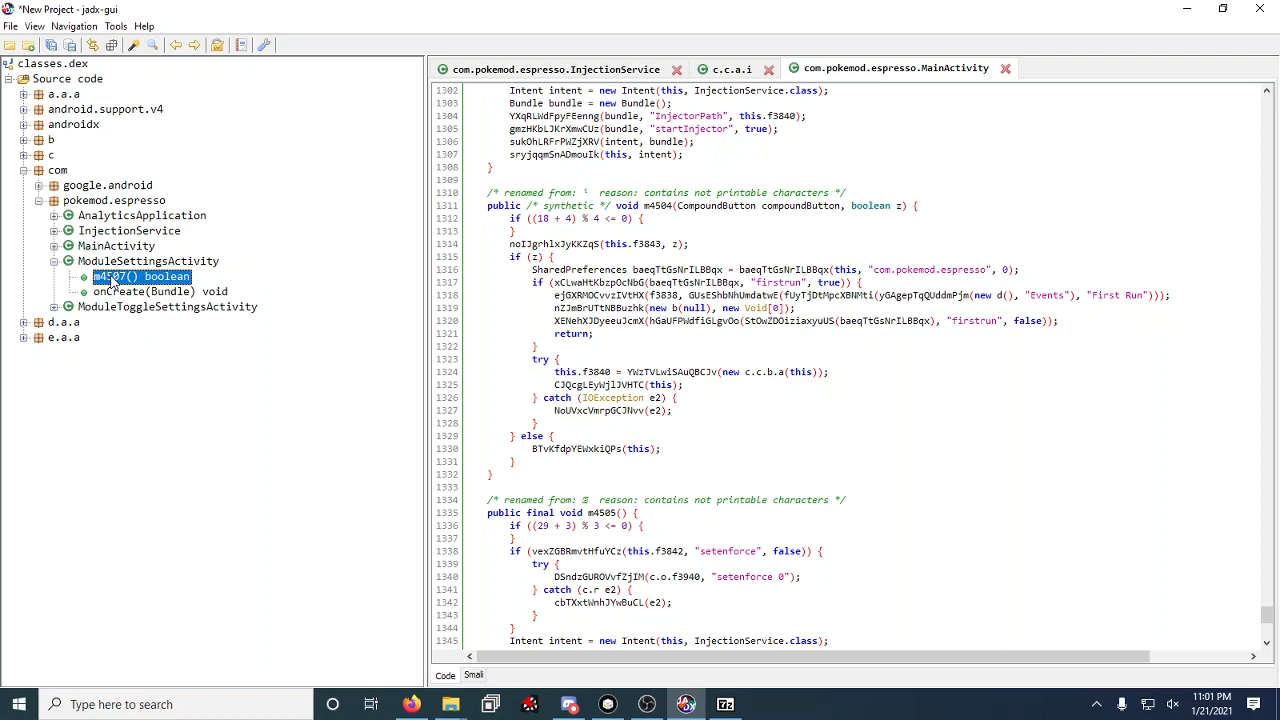 *New Project - jadx-gui
File View Navigation Tools Help
classes.dex
Source code
a.a.a
android.support.v4
androidx
b
c
com
google.android
pokemod.espresso
AnalyticsApplication
InjectionService
MainActivity
ModuleSettingsActivity
m4507() boolean
onCreate(Bundle) void
ModuleToggleSettingsActivity
d.a.a
e.a.a
com.pokemod.espresso.InjectionService c.c.a.i com.pokemod.espresso.MainActivity
1302 Intent intent = new Intent(this, InjectionService.class);
1303 Bundle bundle = new Bundle();
1304 YXqRLWdFpyFEenng(bundle, "InjectorPath", this.f3840);
1305 gmzHKbLJKrXmwCUz(bundle, "startInjector", true);
1306 sukOhLRFrPWZjXRV(intent, bundle);
1307 sryjqqmSnADmouIk(this, intent);
1308 }
1309
1310 /* renamed from: reason: contains not printable characters */
1311 public /* synthetic */ void m4504(CompoundButton compoundButton, boolean z) {
1312 if ((18 + 4) % 4 <= 0) {
1313 }
1314 noIJgrhlxJyKKZqS(this.f3843, z);
1315 if (z) {
1316 SharedPreferences baeqTtGsNrILBBqx = baeqTtGsNrILBBqx(this, "com.pokemod.espresso", 0);
1317 if (xCLwaHtKbzpOcNbG(baeqTtGsNrILBBqx, "firstrun", true)) {
1318 ejGXRMOCvvzIVtHX(f3838, GUsEShbNhUmdatwE(fUyTjDtMpcXBNMti(yGAgepTqQUddmPjm(new d(), "Events"), "First Run")));
1319 nZJmBrUTtNBBuzhk(new b(null), new Void[0]);
1320 XENehXJDyeeuJcmX(hGaUFPWdfiGLgvOo(StOwZDOiziaxyuUS(baeqTtGsNrILBBqx), "firstrun", false));
1321 return;
1322 }
1323 try {
1324 this.f3840 = YWzTVLwiSAuQBCJv(new c.c.b.a(this));
1325 CJQcgLEyWjlJVHTC(this);
1326 } catch (IOException e2) {
1327 NoUVxcVmrpGCJNvv(e2);
1328 }
1329 } else {
1330 BTvKfdpYEWxkiQPs(this);
1331 }
1332 }
1333
1334 /* renamed from: reason: contains not printable characters */
1335 public final void m4505() {
1336 if ((29 + 3) % 3 <= 0) {
1337 }
1338 if (vexZGBRmvtHfuYCz(this.f3842, "setenforce", false)) {
1339 try {
1340 DSndzGUROVvfZjIM(c.o.f3940, "setenforce 0");
1341 } catch (c.r e2) {
1342 cbTXxtWnhJYwBuCL(e2);
1343 }
1344 }
1345 Intent intent = new Intent(this, InjectionService.class);
Code Smali
Type here to search
11:01 PM
1/21/2021